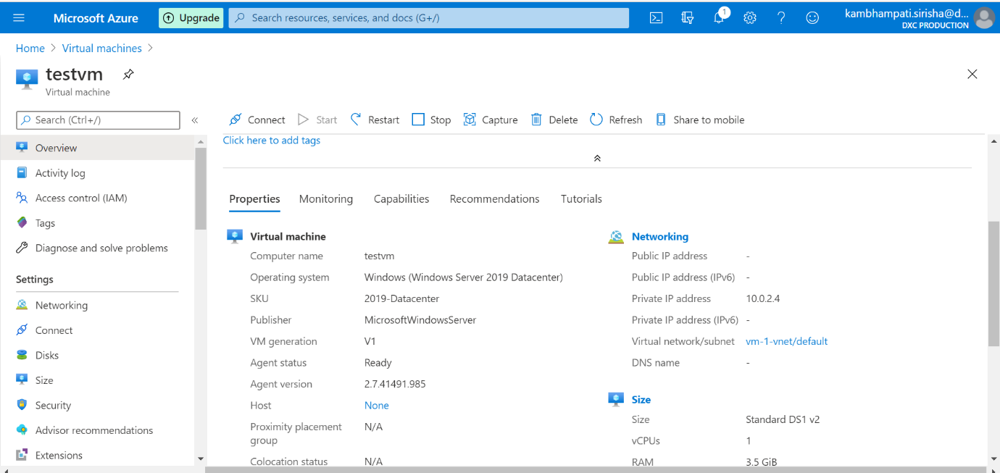 Microsoft Azure
Upgrade
Search resources, services, and docs (G+/)
1
kambhampati.sirisha@d...
DXC PRODUCTION
Home > Virtual machines >
testvm
Virtual machine
Search (Ctrl+/)
«
Connect Start Restart Stop Capture Delete Refresh Share to mobile
Click here to add tags
Overview
Activity log
Access control (IAM)
Tags
Diagnose and solve problems
Settings
Networking
Connect
Disks
Size
Security
Advisor recommendations
Extensions
Properties Monitoring Capabilities Recommendations Tutorials
Virtual machine
Computer name testvm
Operating system Windows (Windows Server 2019 Datacenter)
SKU 2019-Datacenter
Publisher MicrosoftWindowsServer
VM generation V1
Agent status Ready
Agent version 2.7.41491.985
Host None
Proximity placement N/A
group
Colocation status N/A
Networking
Public IP address -
Public IP address (IPv6) -
Private IP address 10.0.2.4
Private IP address (IPv6) -
Virtual network/subnet vm-1-vnet/default
DNS name -
Size
Size Standard DS1 v2
vCPUs 1
RAM 3.5 GiB